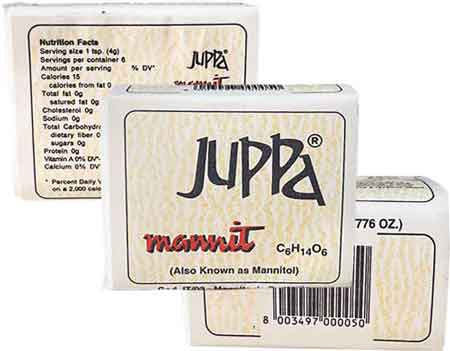 Nutrition Facts
Serving size 1 tsp. (4g)
Servings per container 6
Amount per serving % DV*
Calories 15
calories from fat 0
Total fat 0g
satured fat 0g
Cholesterol 0g
Sodium 0g
Total Carbohydr
dietary fiber 0
sugars 0g
Protein 0g
Vitamin A 0% DV*
Calcium 0% DV*
* Percent Daily V
on a 2,000 calo
JUPPA
mannit
JUPPA®
mannit C₆H₁₄O₆
(Also Known as Mannitol)
776 OZ.)
8 003497 000050